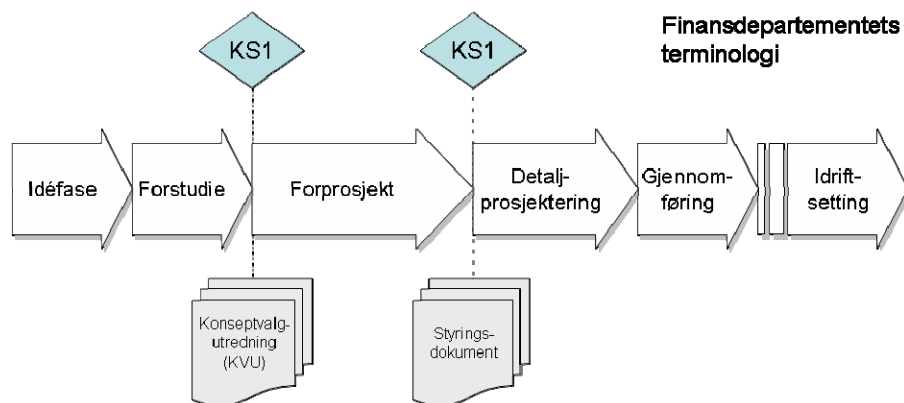 KS1
KS1
Finansdepartementets
terminologi
Idéfase
Forstudie
Forprosjekt
Detalj-
prosjektering
Gjennom-
føring
Idrift-
setting
Konseptvalg-
utredning
(KVU)
Styrings-
dokument